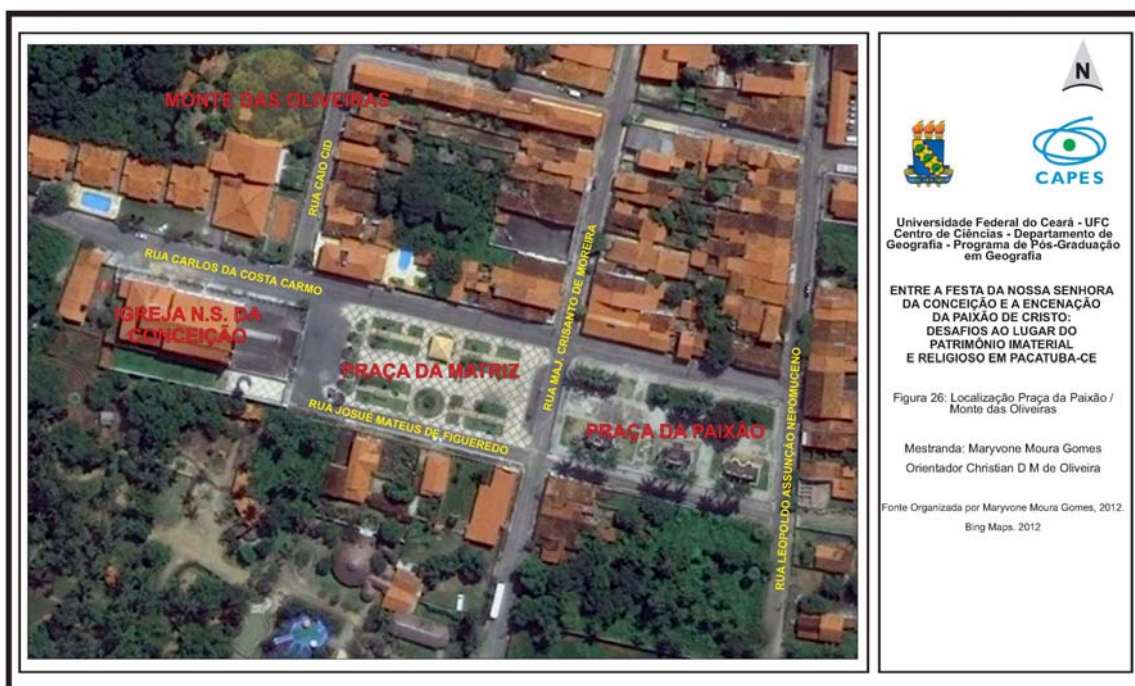 MONTE DAS OLIVEIRAS
RUA CAIO CID
RUA CARLOS DA COSTA CARMO
IGREJA N.S. DA
CONCEIÇÃO
PRAÇA DA MATRIZ
RUA MAJ. CRISANTO DE MOREIRA
RUA JOSUÉ MATEUS DE FIGUEREDO
PRAÇA DA PAIXÃO
RUA LEOPOLDO ASSUNÇÃO NEPOMUCENO
N
CAPES
Universidade Federal do Ceará - UFC
Centro de Ciências - Departamento de
Geografia - Programa de Pós-Graduação
em Geografia
ENTRE A FESTA DA NOSSA SENHORA
DA CONCEIÇÃO E A ENCENAÇÃO
DA PAIXÃO DE CRISTO:
DESAFIOS AO LUGAR DO
PATRIMÔNIO IMATERIAL
E RELIGIOSO EM PACATUBA-CE
Figura 26: Localização Praça da Paixão /
Monte das Oliveiras
Mestranda: Maryvone Moura Gomes
Orientador Christian D M de Oliveira
Fonte Organizada por Maryvone Moura Gomes, 2012.
Bing Maps. 2012